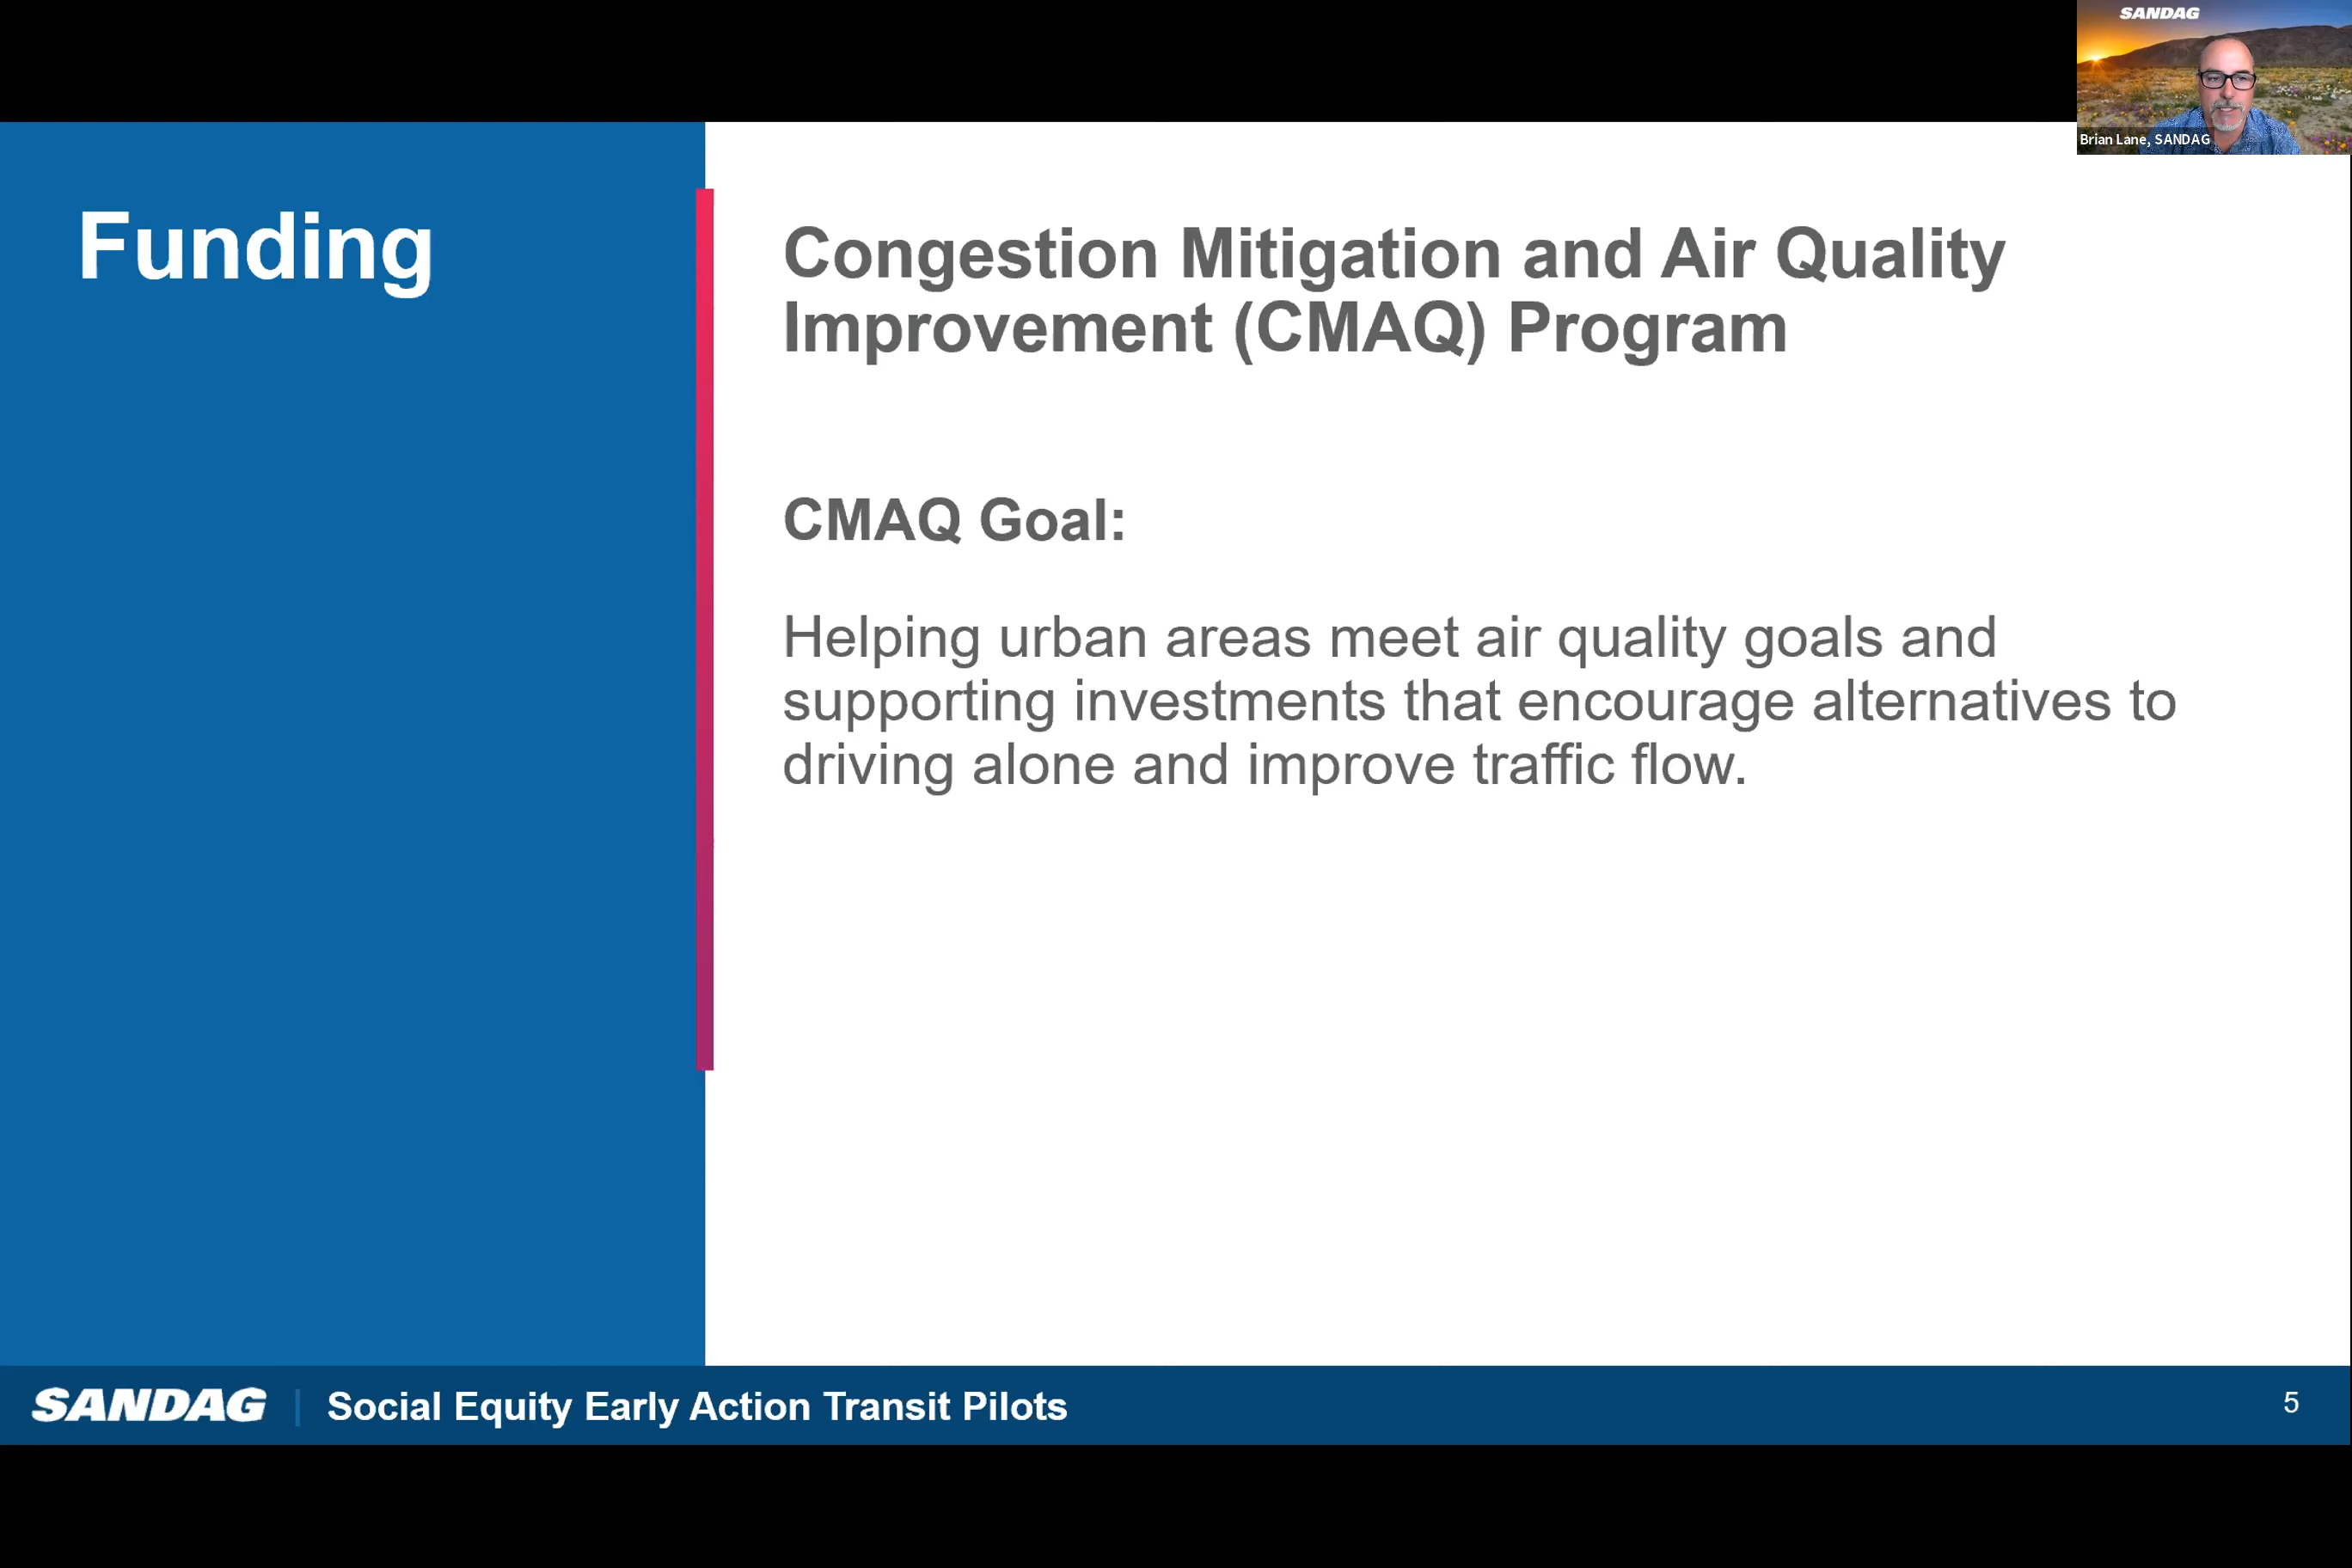 SANDAG
Brian Lane, SANDAG
Funding
Congestion Mitigation and Air Quality
Improvement (CMAQ) Program
CMAQ Goal:
Helping urban areas meet air quality goals and
supporting investments that encourage alternatives to
driving alone and improve traffic flow.
SANDAG | Social Equity Early Action Transit Pilots
5